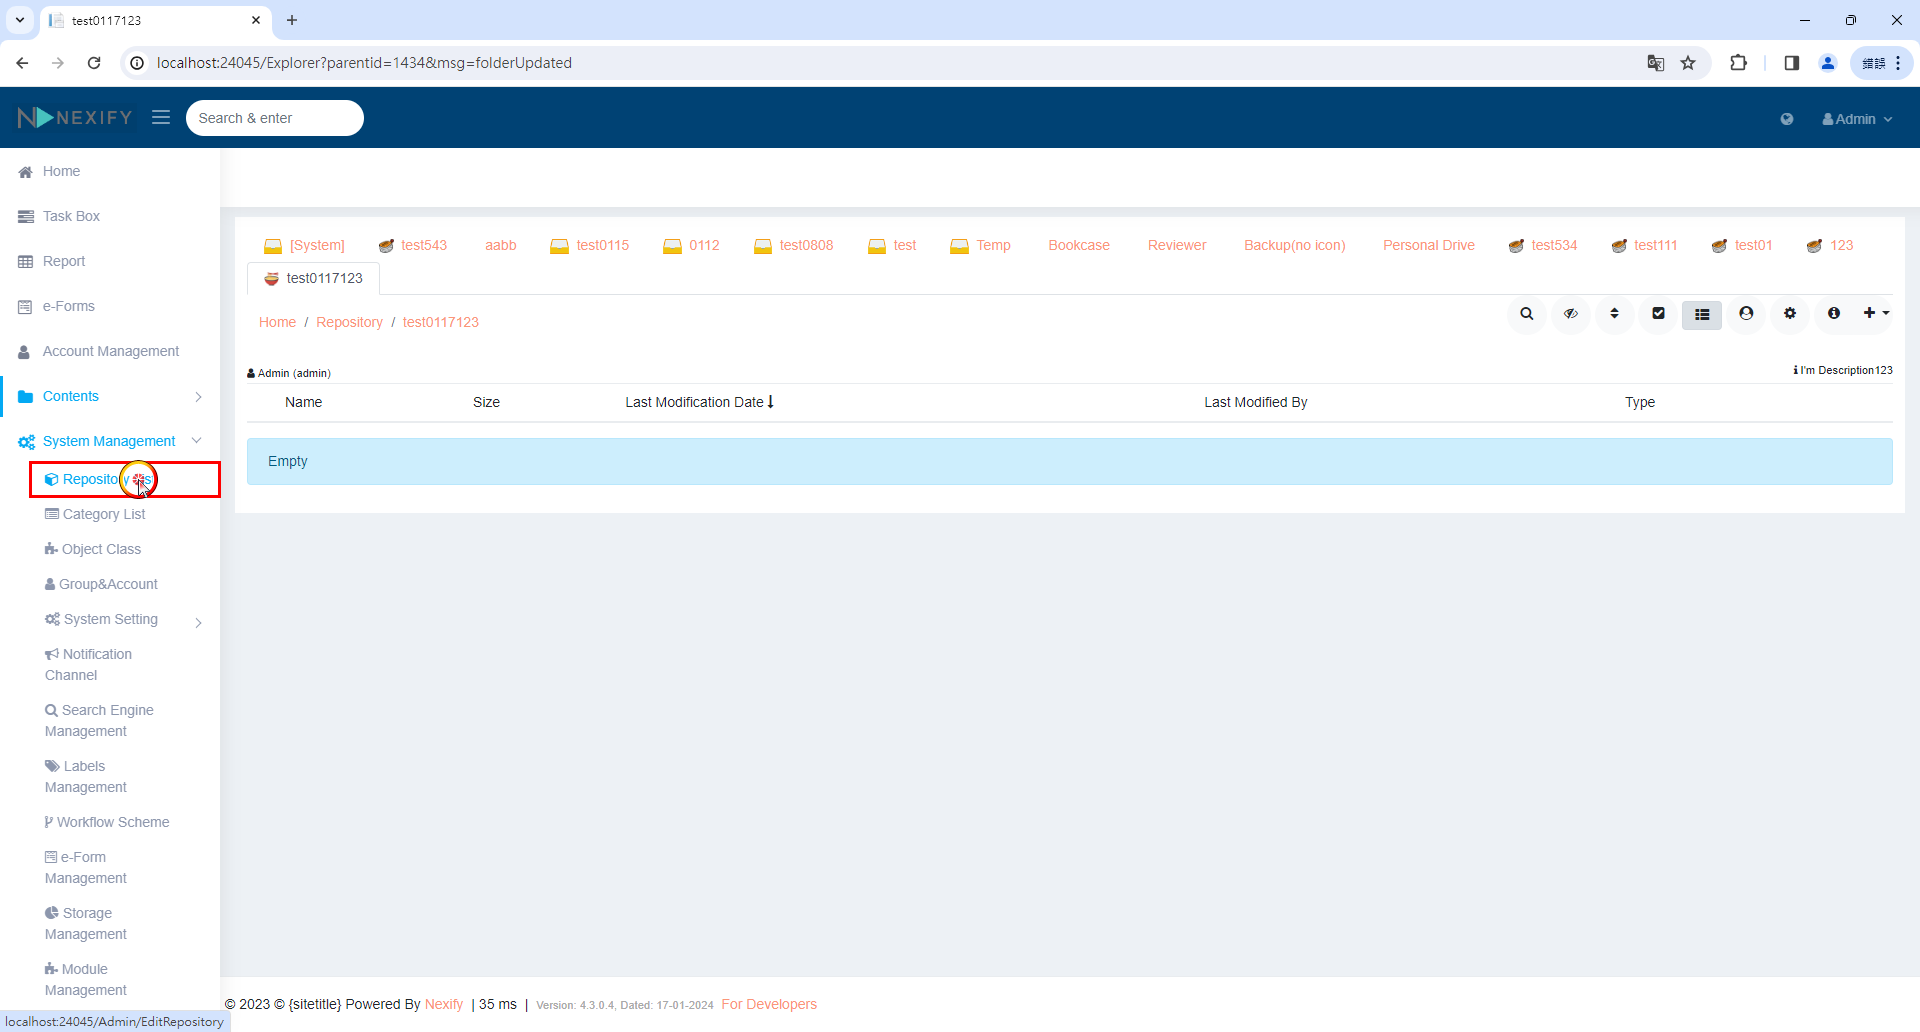 test0117123
localhost:24045/Explorer?parentid=1434&msg=folderUpdated
錯誤
NEXIFY
Search & enter
Admin
Home
Task Box
Report
e-Forms
Account Management
Contents
System Management
Category List
Object Class
Group&Account
System Setting
Notification
Channel
Search Engine
Management
Labels
Management
Workflow Scheme
e-Form
Management
Storage
Management
Module
Management
[System] test543 aabb test0115 0112 test0808 test Temp Bookcase Reviewer Backup(no icon) Personal Drive test534 test111 test01 123
test0117123
Home / Repository / test0117123
Admin (admin)
I'm Description123
Name Size Last Modification Date Last Modified By Type
Empty
© 2023 © {sitetitle} Powered By Nexify | 35 ms | Version: 4.3.0.4, Dated: 17-01-2024 For Developers
localhost:24045/Admin/EditRepository